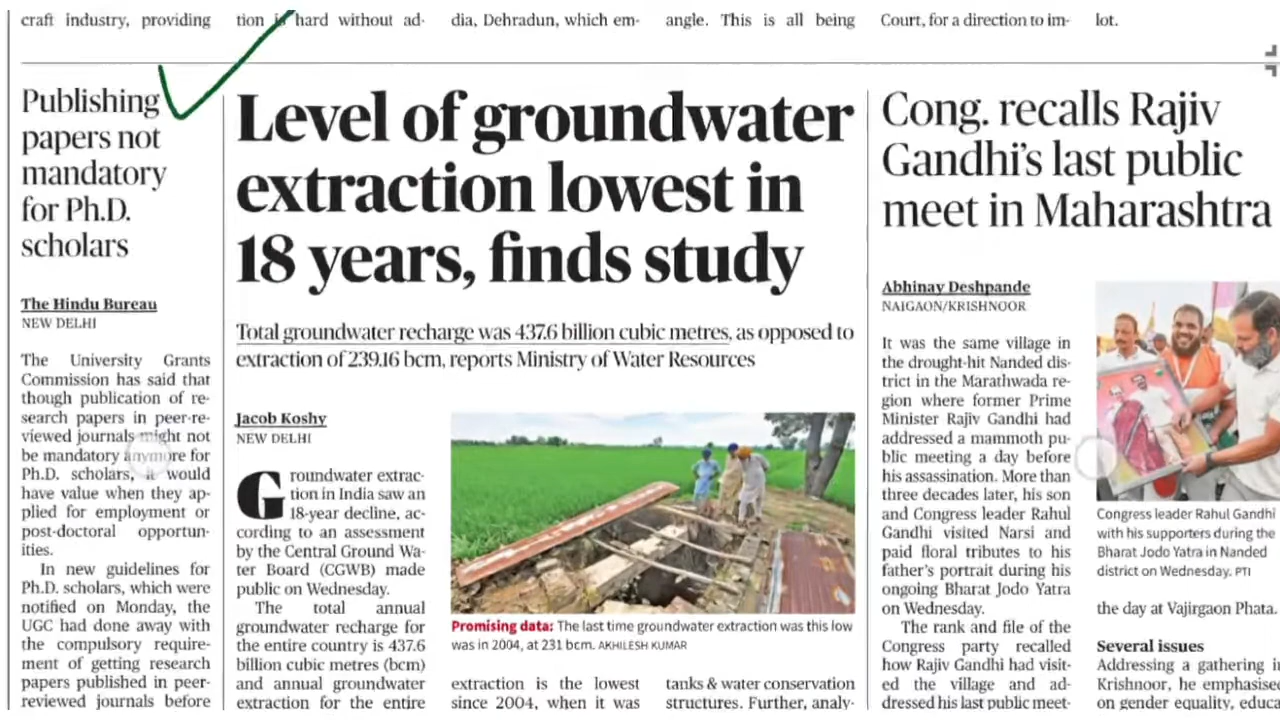 craft industry, providing
tion is hard without ad-
dia, Dehradun, which em-
angle. This is all being
Court, for a direction to im-
lot.
Publishing
papers not
mandatory
for Ph.D.
scholars
The Hindu Bureau
NEW DELHI
The University Grants
Commission has said that
though publication of re-
search papers in peer-re-
viewed journals might not
be mandatory anymore for
Ph.D. scholars, it would
have value when they ap-
plied for employment or
post-doctoral opportun-
ities.
In new guidelines for
Ph.D. scholars, which were
notified on Monday, the
UGC had done away with
the compulsory require-
ment of getting research
papers published in peer-
reviewed journals before
Level of groundwater
extraction lowest in
18 years, finds study
Total groundwater recharge was 437.6 billion cubic metres, as opposed to
extraction of 239.16 bcm, reports Ministry of Water Resources
Jacob Koshy
NEW DELHI
Groundwater extrac-
tion in India saw an
18-year decline, ac-
cording to an assessment
by the Central Ground Wa-
ter Board (CGWB) made
public on Wednesday.
The total annual
groundwater recharge for
the entire country is 437.6
billion cubic metres (bcm)
and annual groundwater
extraction for the entire
Promising data: The last time groundwater extraction was this low
was in 2004, at 231 bcm. AKHILESH KUMAR
extraction is the lowest
since 2004, when it was
tanks & water conservation
structures. Further, analy-
Cong. recalls Rajiv
Gandhi's last public
meet in Maharashtra
Abhinay Deshpande
NAIGAON/KRISHNOOR
It was the same village in
the drought-hit Nanded dis-
trict in the Marathwada re-
gion where former Prime
Minister Rajiv Gandhi had
addressed a mammoth pu-
blic meeting a day before
his assassination. More than
three decades later, his son
and Congress leader Rahul
Gandhi visited Narsi and
paid floral tributes to his
father's portrait during his
ongoing Bharat Jodo Yatra
on Wednesday.
The rank and file of the
Congress party recalled
how Rajiv Gandhi had visit-
ed the village and ad-
dressed his last public meet-
Congress leader Rahul Gandhi
with his supporters during the
Bharat Jodo Yatra in Nanded
district on Wednesday. PTI
the day at Vajirgaon Phata.
Several issues
Addressing a gathering in
Krishnoor, he emphasised
on gender equality, educa